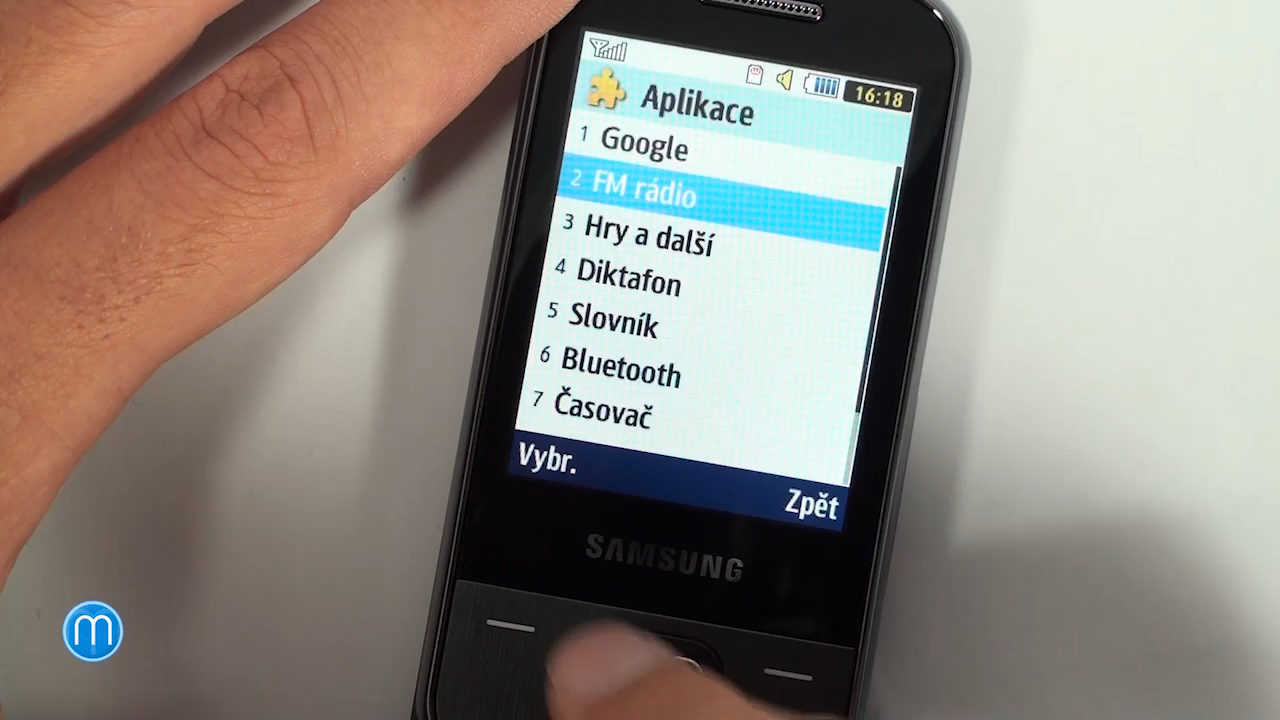 16:18
Aplikace
1 Google
2 FM rádio
3 Hry a další
4 Diktafon
5 Slovník
6 Bluetooth
7 Časovač
Vybr.
Zpět
SAMSUNG
m